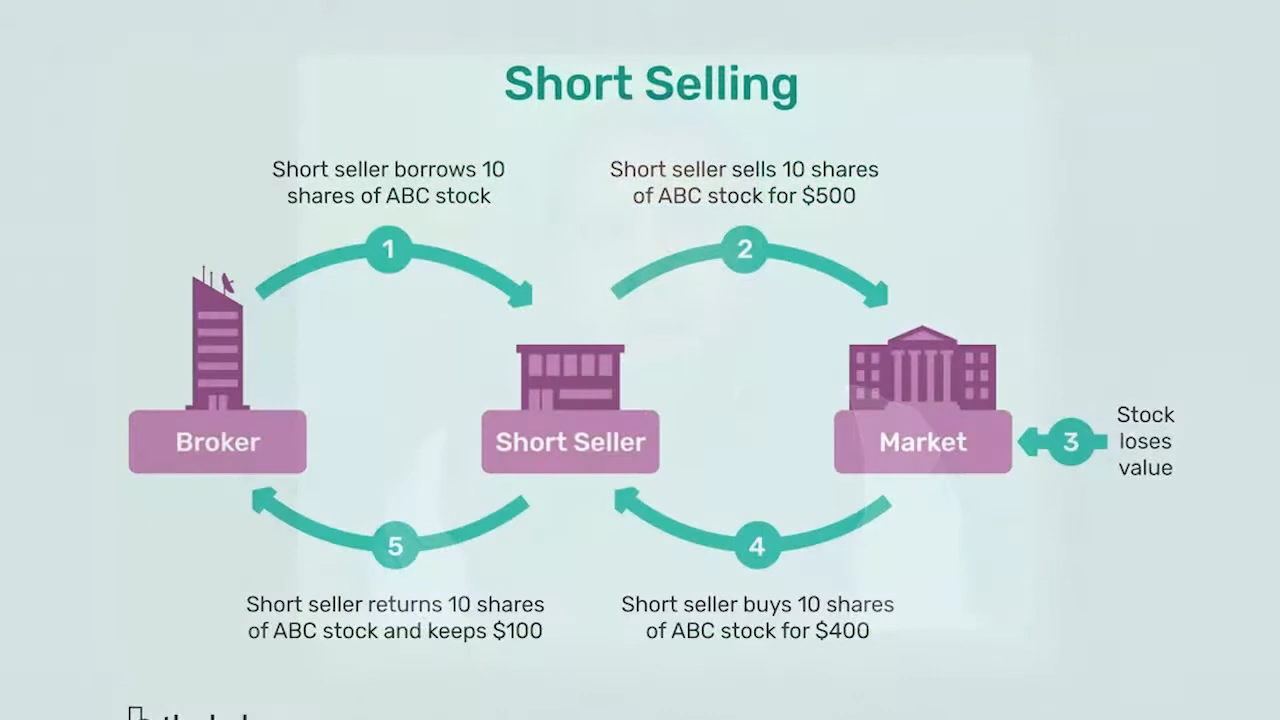 Short Selling
Short seller borrows 10
shares of ABC stock
Short seller sells 10 shares
of ABC stock for $500
1
2
Broker
Short Seller
Market
3
Stock
loses
value
5
4
Short seller returns 10 shares
of ABC stock and keeps $100
Short seller buys 10 shares
of ABC stock for $400